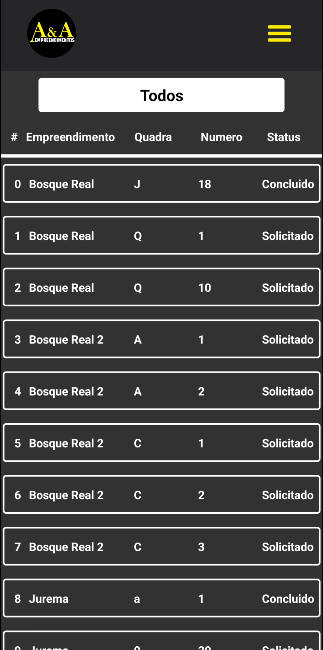 A&A
EMPREENDIMENTOS
Todos
# Empreendimento Quadra Numero Status
0 Bosque Real J 18 Concluido
1 Bosque Real Q 1 Solicitado
2 Bosque Real Q 10 Solicitado
3 Bosque Real 2 A 1 Solicitado
4 Bosque Real 2 A 2 Solicitado
5 Bosque Real 2 C 1 Solicitado
6 Bosque Real 2 C 2 Solicitado
7 Bosque Real 2 C 3 Solicitado
8 Jurema a 1 Concluido
9 Jurema